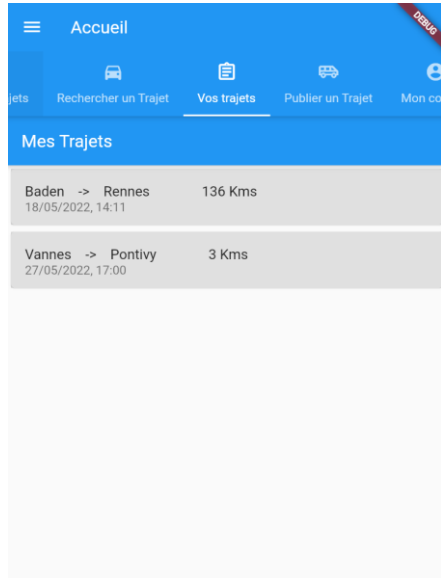 Accueil
DEBUG
jets Rechercher un Trajet Vos trajets Publier un Trajet Mon co
Mes Trajets
Baden -> Rennes 136 Kms
18/05/2022, 14:11
Vannes -> Pontivy 3 Kms
27/05/2022, 17:00